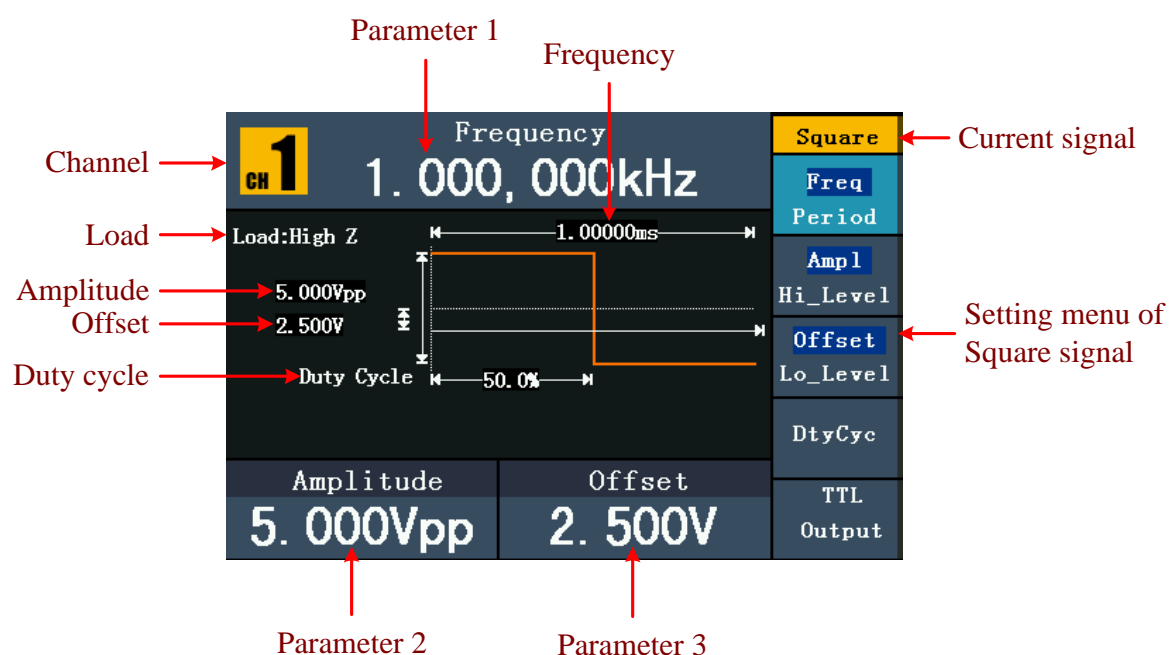 Parameter 1
Frequency
Channel
CH 1
Frequency
1.000,000kHz
Square
Current signal
Freq
Period
Load
Load:High Z
1.00000ms
Ampl
Hi_Level
Amplitude
5.000Vpp
Offset
2.500V
Offset
Lo_Level
Setting menu of
Square signal
Duty cycle
Duty Cycle
50.0%
DtyCyc
Amplitude
5.000Vpp
Offset
2.500V
TTL
Output
Parameter 2
Parameter 3